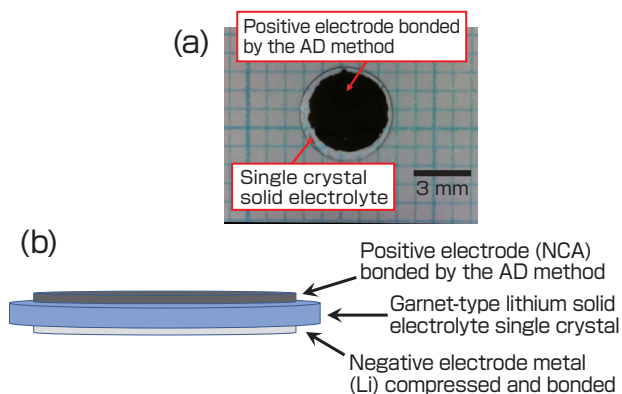 (a)
Positive electrode bonded
by the AD method
Single crystal
solid electrolyte
3 mm
(b)
Positive electrode (NCA)
bonded by the AD method
Garnet-type lithium solid
electrolyte single crystal
Negative electrode metal
(Li) compressed and bonded